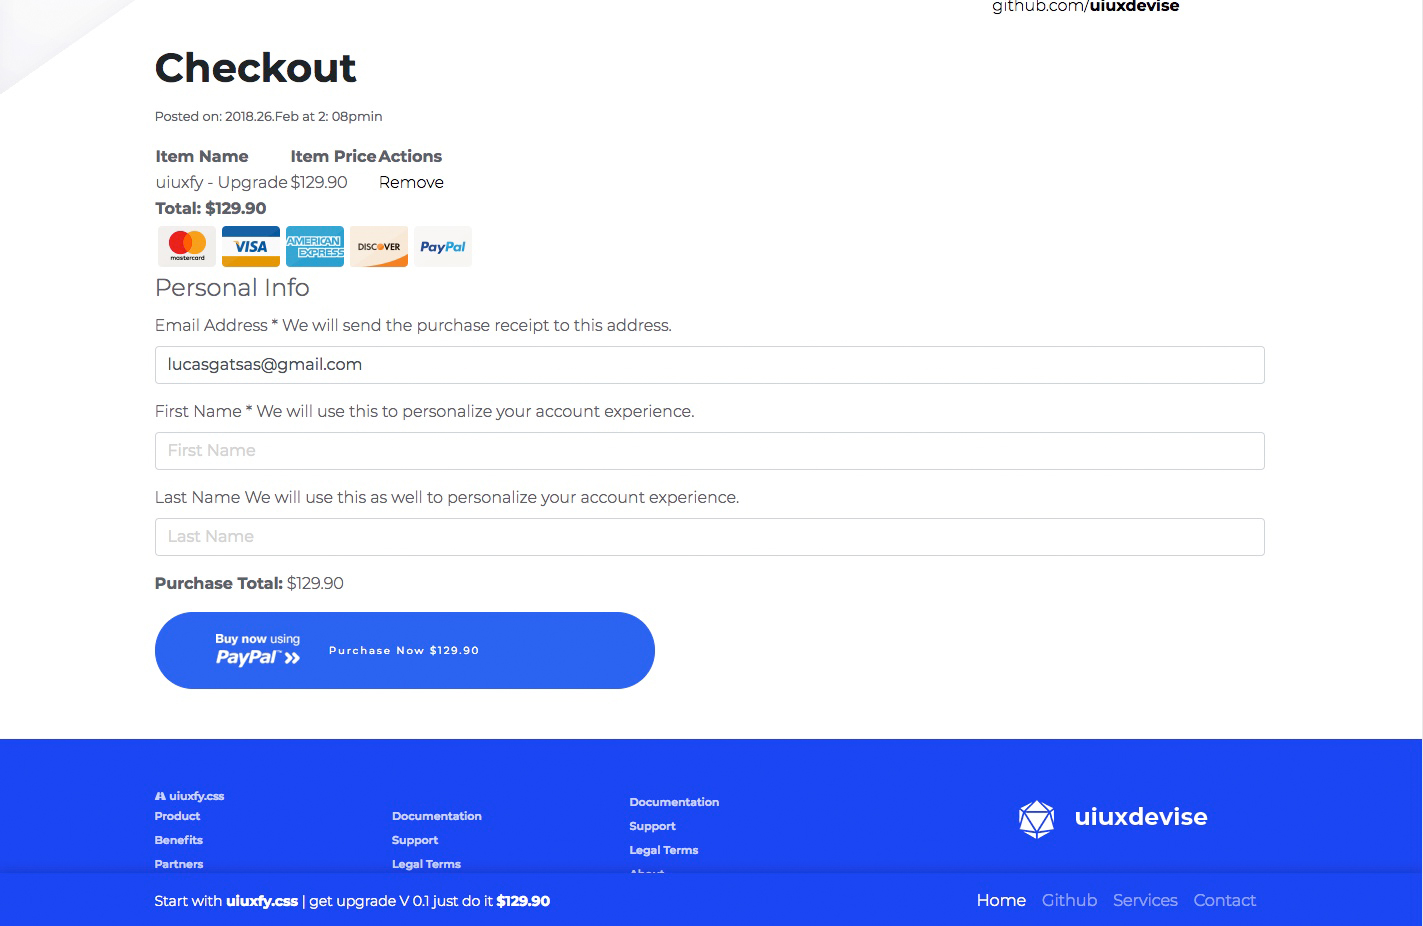 github.com/uiuxdevise
Checkout
Posted on: 2018.26.Feb at 2: 08pmin
Item Name Item Price Actions
uiuxfy - Upgrade $129.90 Remove
Total: $129.90
mastercard VISA AMERICAN EXPRESS DISCOVER PayPal
Personal Info
Email Address * We will send the purchase receipt to this address.
lucasgatsas@gmail.com
First Name * We will use this to personalize your account experience.
First Name
Last Name We will use this as well to personalize your account experience.
Last Name
Purchase Total: $129.90
Buy now using
PayPal Purchase Now $129.90
uiuxfy.css
Product
Benefits
Partners
Documentation
Support
Legal Terms
Documentation
Support
Legal Terms
About
uiuxdevise
Start with uiuxfy.css | get upgrade V 0.1 just do it $129.90
Home Github Services Contact